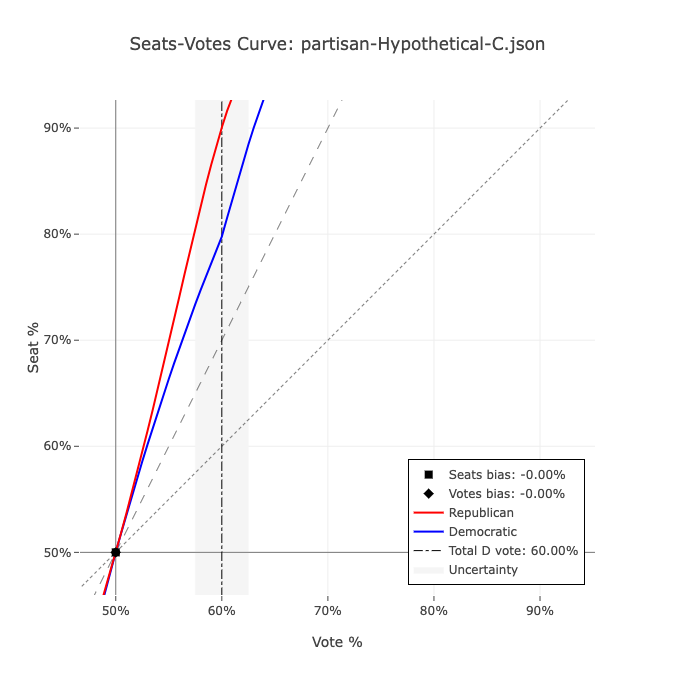 Seats-Votes Curve: partisan-Hypothetical-C.json
90%
80%
70%
60%
50%
Seat %
Seats bias: -0.00%
Votes bias: -0.00%
Republican
Democratic
Total D vote: 60.00%
Uncertainty
50% 60% 70% 80% 90%
Vote %